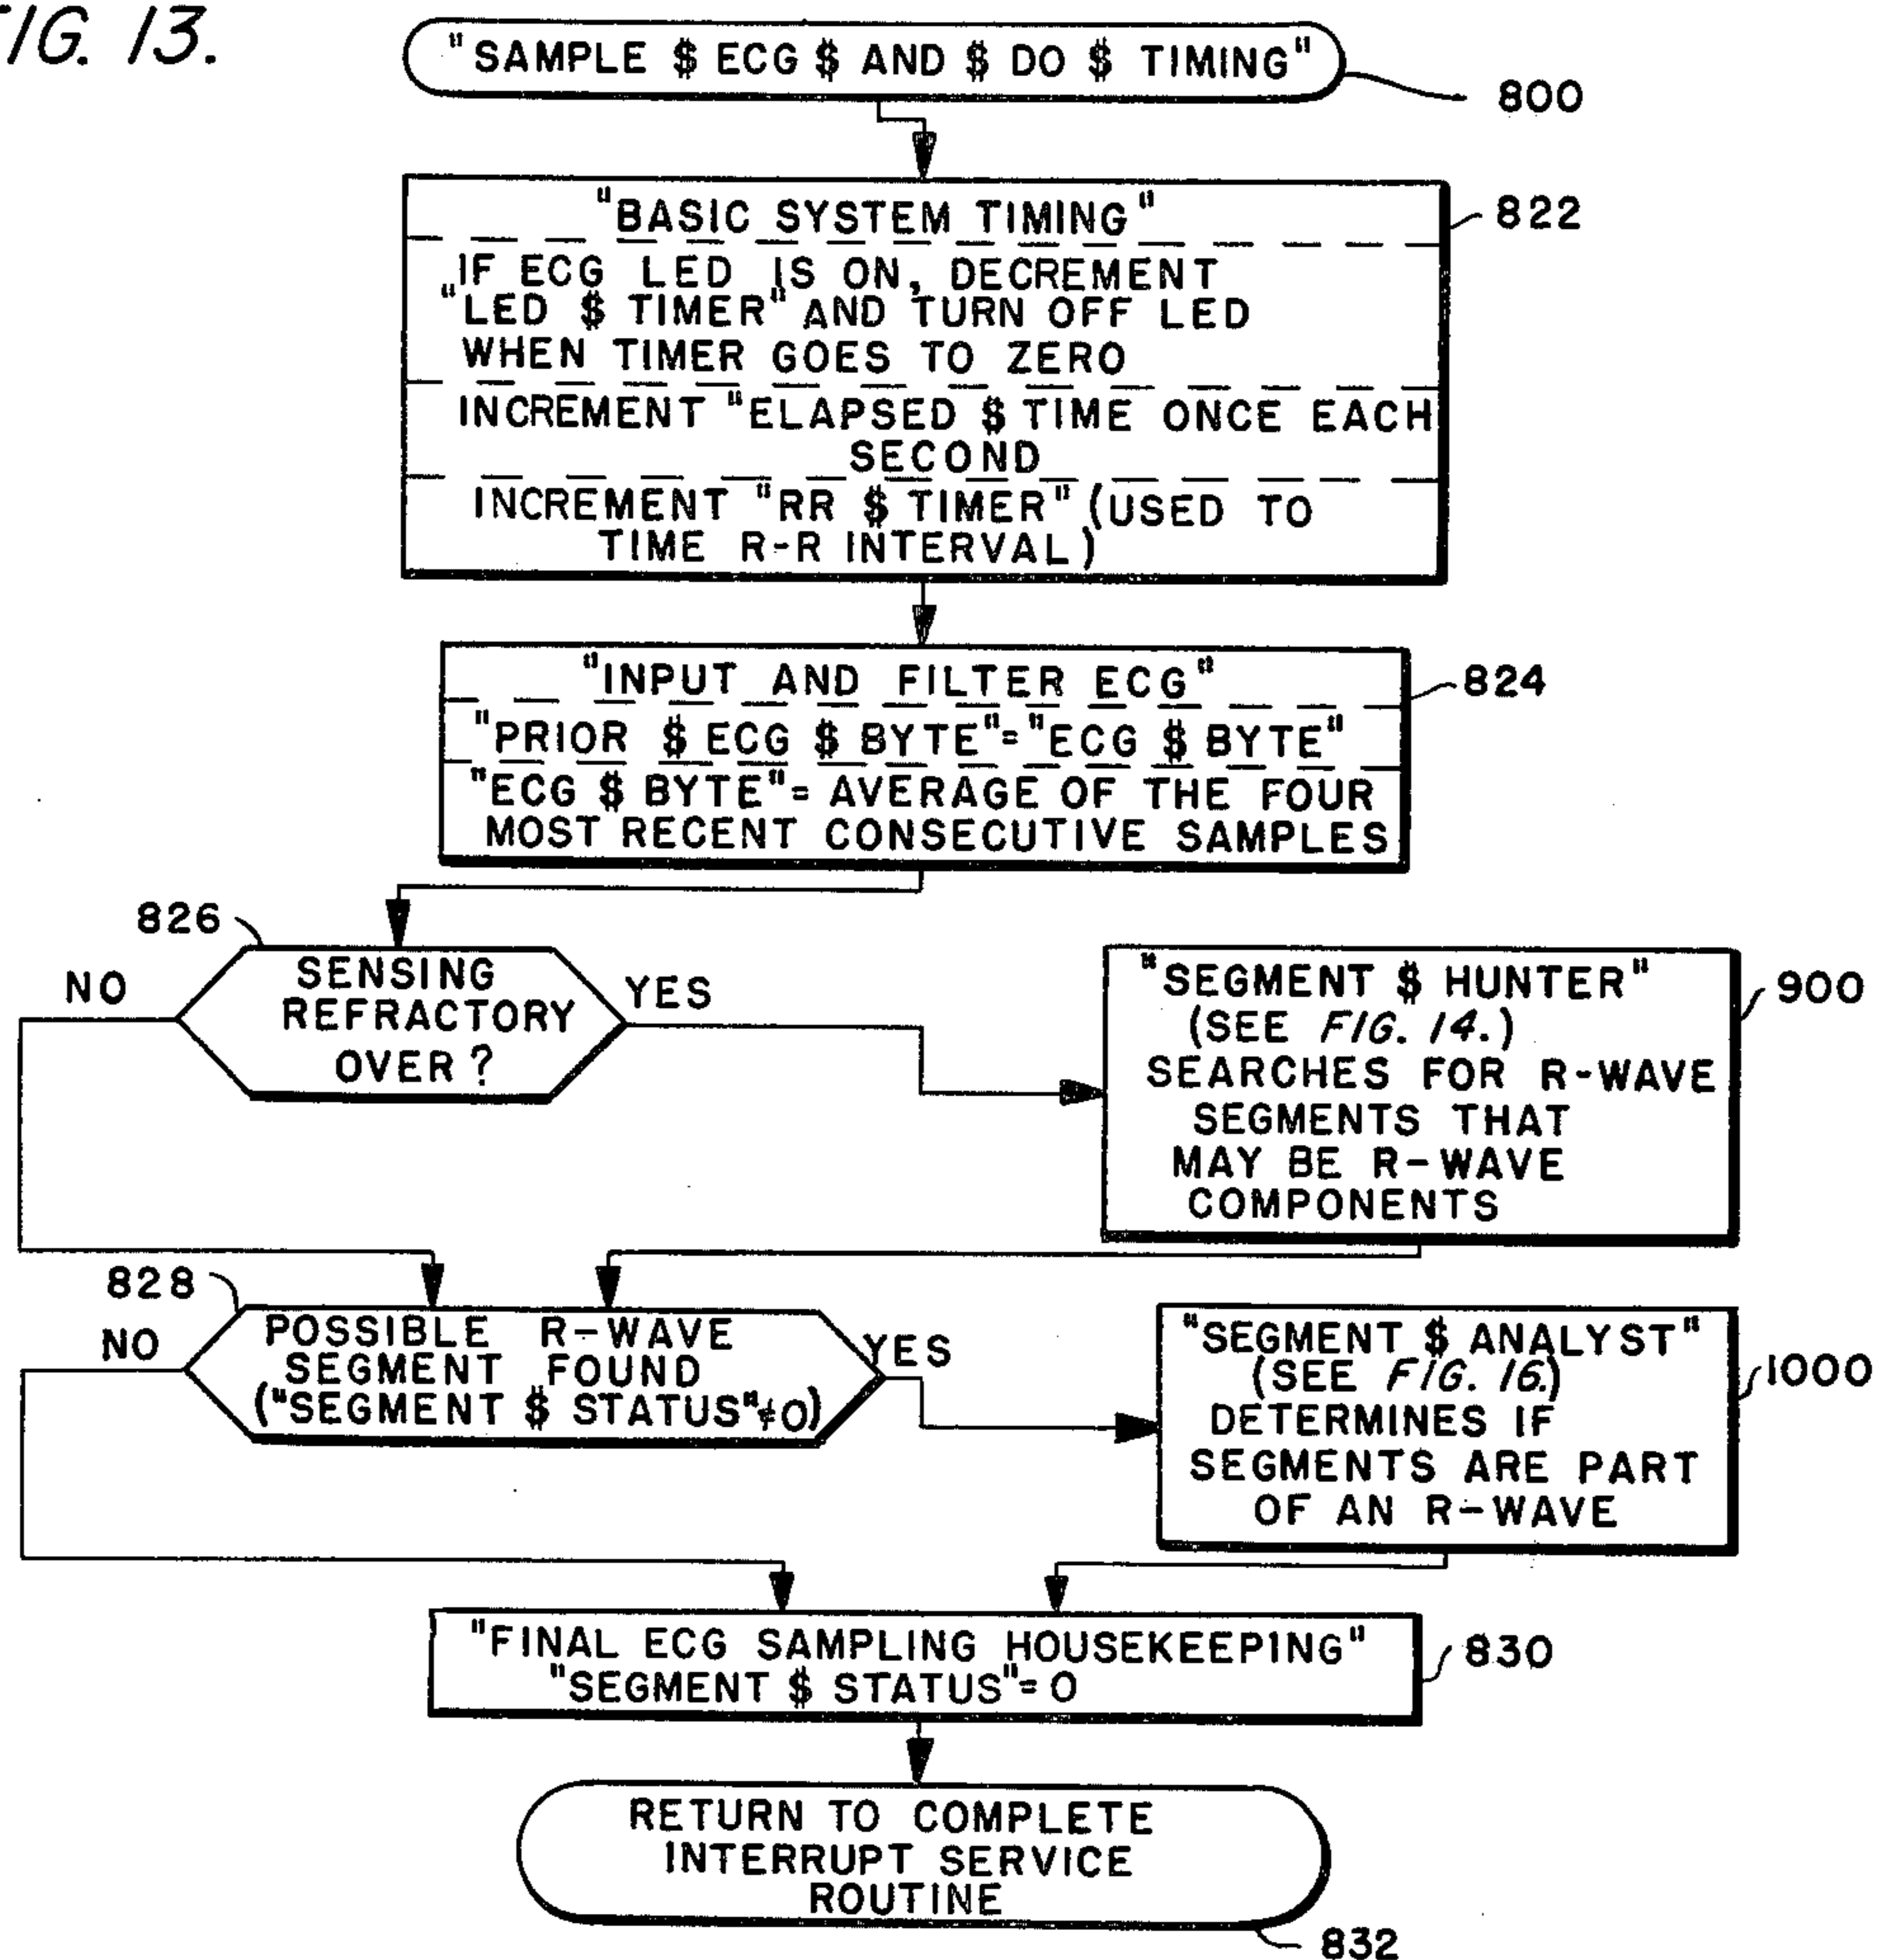 FIG. 13.
"SAMPLE $ ECG $ AND $ DO $ TIMING"
800
"BASIC SYSTEM TIMING"
822
IF ECG LED IS ON, DECREMENT
"LED $ TIMER" AND TURN OFF LED
WHEN TIMER GOES TO ZERO
INCREMENT "ELAPSED $ TIME ONCE EACH
SECOND
INCREMENT "RR $ TIMER" (USED TO
TIME R-R INTERVAL)
"INPUT AND FILTER ECG"
824
"PRIOR $ ECG $ BYTE"="ECG $ BYTE"
"ECG $ BYTE"= AVERAGE OF THE FOUR
MOST RECENT CONSECUTIVE SAMPLES
826
NO
SENSING
REFRACTORY
OVER?
YES
"SEGMENT $ HUNTER"
(SEE FIG. 14.)
SEARCHES FOR R-WAVE
SEGMENTS THAT
MAY BE R-WAVE
COMPONENTS
900
828
NO
POSSIBLE R-WAVE
SEGMENT FOUND
("SEGMENT $ STATUS"≠0)
YES
"SEGMENT $ ANALYST"
(SEE FIG. 16.)
DETERMINES IF
SEGMENTS ARE PART
OF AN R-WAVE
1000
"FINAL ECG SAMPLING HOUSEKEEPING"
"SEGMENT $ STATUS"=0
830
RETURN TO COMPLETE
INTERRUPT SERVICE
ROUTINE
832